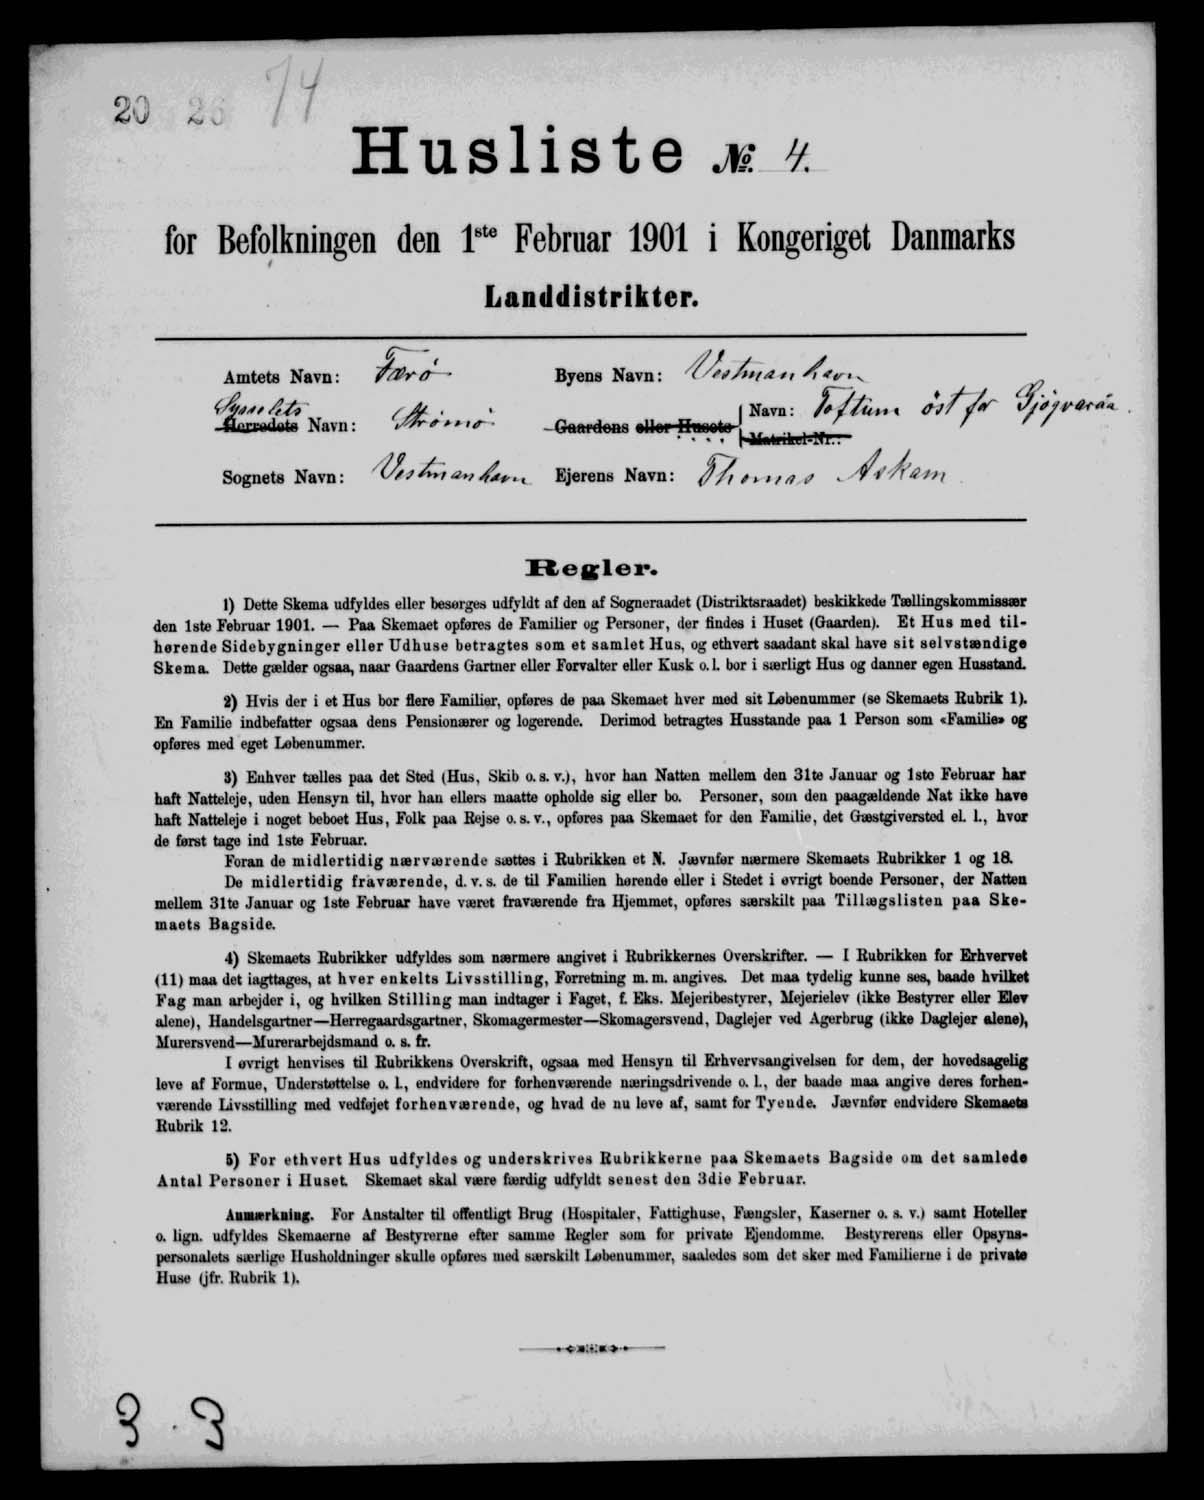 20 26 74
Husliste No. 4.
for Befolkningen den 1ste Februar 1901 i Kongeriget Danmarks
Landdistrikter.
Amtets Navn: Færö
Byens Navn: Vestmanhavn
Sysselets
Herredets Navn: Strömö
Gaardens eller Husets
Navn: Toftum öst for Gjögvaráa.
Matrikel-Nr.:
Sognets Navn: Vestmanhavn
Ejerens Navn: Thomas Askam
Regler.
1) Dette Skema udfyldes eller besørges udfyldt af den af Sogneraadet (Distriktsraadet) beskikkede Tællingskommissær
den 1ste Februar 1901. — Paa Skemaet opføres de Familier og Personer, der findes i Huset (Gaarden). Et Hus med til-
hørende Sidebygninger eller Udhuse betragtes som et samlet Hus, og ethvert saadant skal have sit selvstændige
Skema. Dette gælder ogsaa, naar Gaardens Gartner eller Forvalter eller Kusk o. l. bor i særligt Hus og danner egen Husstand.
2) Hvis der i et Hus bor flere Familier, opføres de paa Skemaet hver med sit Løbenummer (se Skemaets Rubrik 1).
En Familie indbefatter ogsaa dens Pensionærer og logerende. Derimod betragtes Husstande paa 1 Person som «Familie» og
opføres med eget Løbenummer.
3) Enhver tælles paa det Sted (Hus, Skib o. s. v.), hvor han Natten mellem den 31te Januar og 1ste Februar har
haft Natteleje, uden Hensyn til, hvor han ellers maatte opholde sig eller bo. Personer, som den paagældende Nat ikke have
haft Natteleje i noget beboet Hus, Folk paa Rejse o. s. v., opføres paa Skemaet for den Familie, det Gæstgiversted el. l., hvor
de først tage ind 1ste Februar.
Foran de midlertidig nærværende sættes i Rubrikken et N. Jævnfør nærmere Skemaets Rubrikker 1 og 18.
De midlertidig fraværende, d. v. s. de til Familien hørende eller i Stedet i øvrigt boende Personer, der Natten
mellem 31te Januar og 1ste Februar have været fraværende fra Hjemmet, opføres særskilt paa Tillægslisten paa Ske-
maets Bagside.
4) Skemaets Rubrikker udfyldes som nærmere angivet i Rubrikkernes Overskrifter. — I Rubrikken for Erhvervet
(11) maa det iagttages, at hver enkelts Livsstilling, Forretning m. m. angives. Det maa tydelig kunne ses, baade hvilket
Fag man arbejder i, og hvilken Stilling man indtager i Faget, f. Eks. Mejeribestyrer, Mejerielev (ikke Bestyrer eller Elev
alene), Handelsgartner—Herregaardsgartner, Skomagermester—Skomagersvend, Daglejer ved Agerbrug (ikke Daglejer alene),
Murersvend—Murerarbejdsmand o. s. fr.
I øvrigt henvises til Rubrikkens Overskrift, ogsaa med Hensyn til Erhvervsangivelsen for dem, der hovedsagelig
leve af Formue, Understøttelse o. l., endvidere for forhenværende næringsdrivende o. l., der baade maa angive deres forhen-
værende Livsstilling med vedføjet forhenværende, og hvad de nu leve af, samt for Tyende. Jævnfør endvidere Skemaets
Rubrik 12.
5) For ethvert Hus udfyldes og underskrives Rubrikkerne paa Skemaets Bagside om det samlede
Antal Personer i Huset. Skemaet skal være færdig udfyldt senest den 3die Februar.
Anmærkning. For Anstalter til offentligt Brug (Hospitaler, Fattighuse, Fængsler, Kaserner o. s. v.) samt Hoteller
o. lign. udfyldes Skemaerne af Bestyrerne efter samme Regler som for private Ejendomme. Bestyrerens eller Opsyns-
personalets særlige Husholdninger skulle opføres med særskilt Løbenummer, saaledes som det sker med Familierne i de private
Huse (jfr. Rubrik 1).
3 . 3